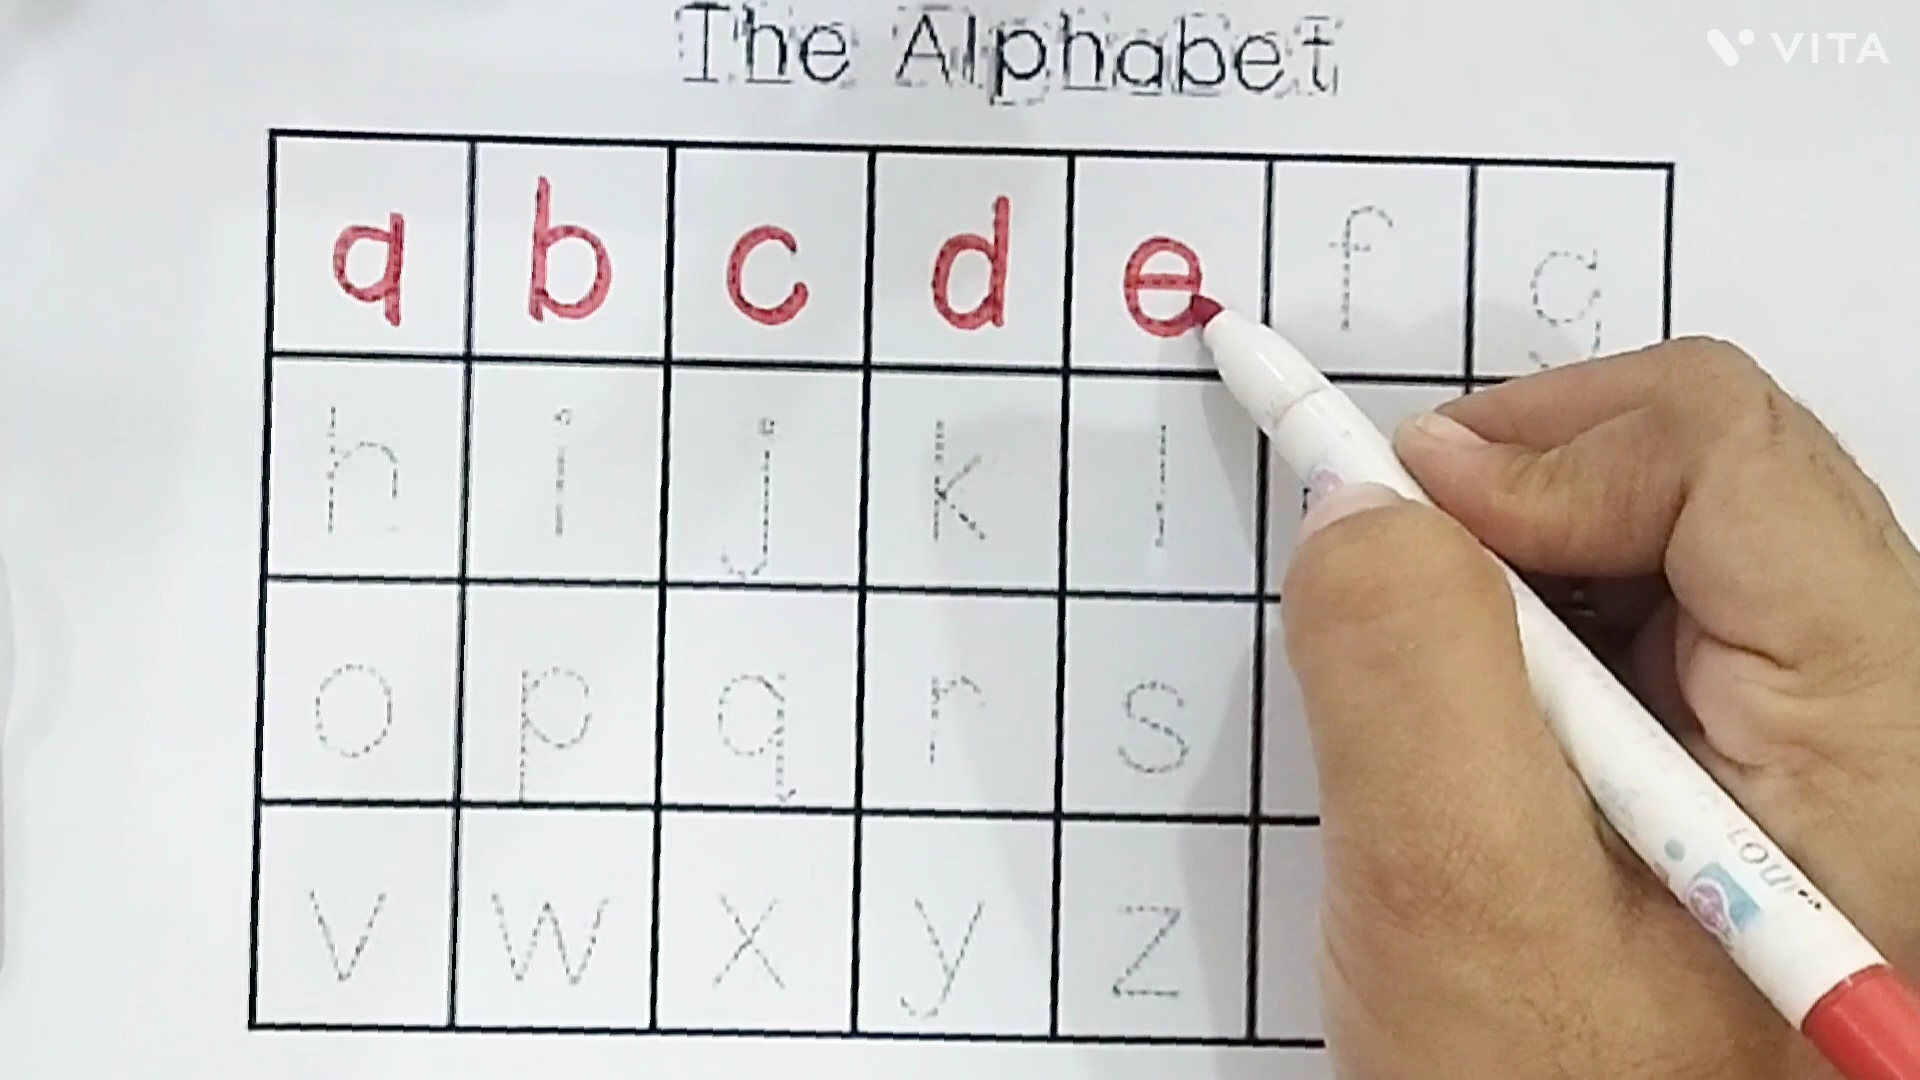 The Alphabet
VITA
a b c d e f g
h i j k l
o p q r s
v w x y z